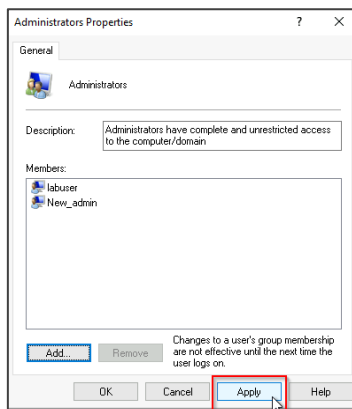 Administrators Properties
?
General
Administrators
Description:
Administrators have complete and unrestricted access
to the computer/domain
Members:
labuser
New_admin
Add...
Remove
Changes to a user's group membership
are not effective until the next time the
user logs on.
OK
Cancel
Apply
Help